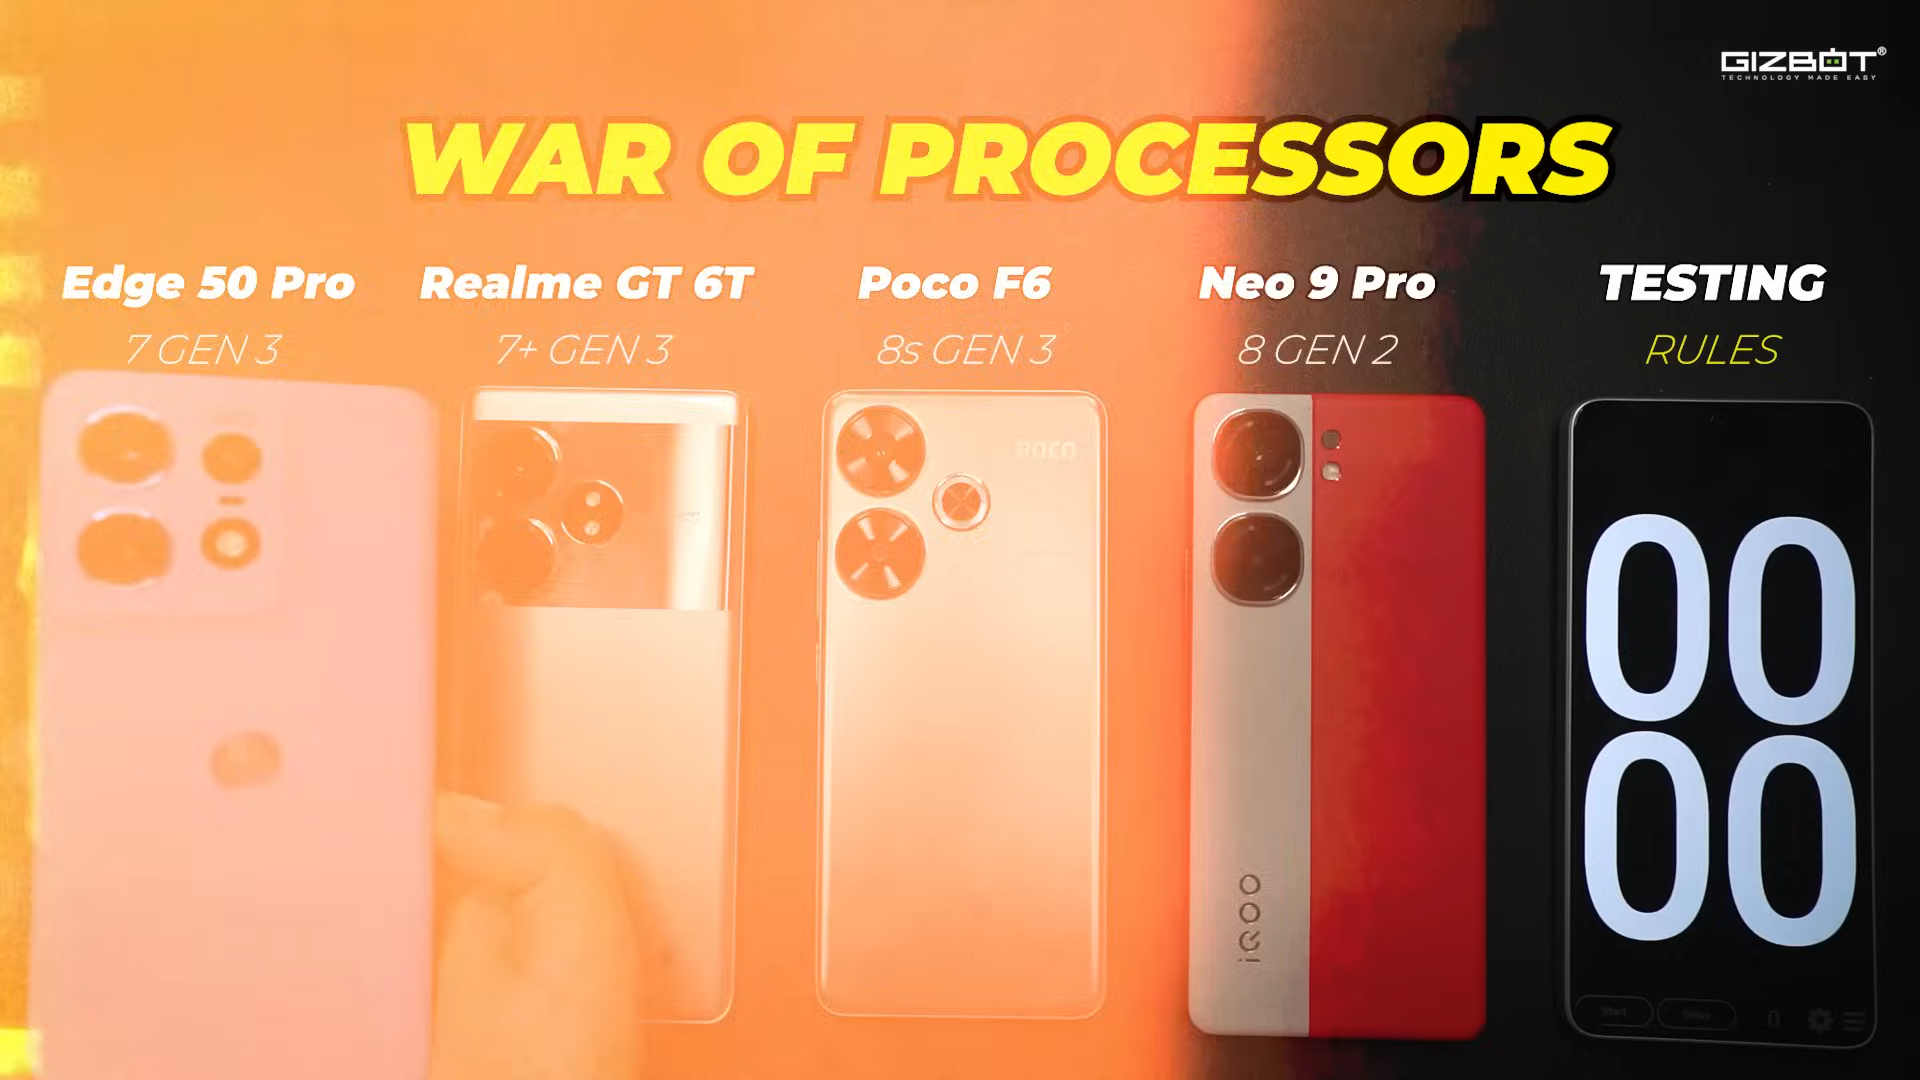 GIZBOT®
TECHNOLOGY MADE EASY
WAR OF PROCESSORS
Edge 50 Pro
7 GEN 3
Realme GT 6T
7+ GEN 3
Poco F6
8s GEN 3
Neo 9 Pro
8 GEN 2
TESTING
RULES
POCO
iQOO
00
00
Start